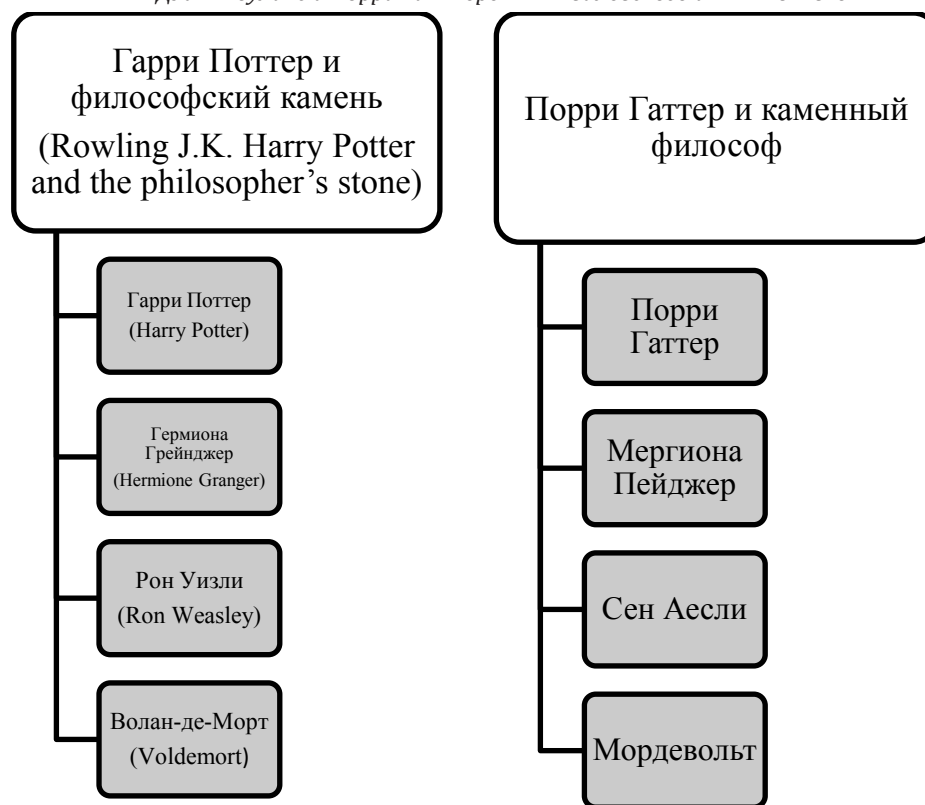 Гарри Поттер и
философский камень
(Rowling J.K. Harry Potter
and the philosopher’s stone)
Гарри Поттер
(Harry Potter)
Гермиона
Грейнджер
(Hermione Granger)
Рон Уизли
(Ron Weasley)
Волан-де-Морт
(Voldemort)
Порри Гаттер и каменный
философ
Порри
Гаттер
Мергиона
Пейджер
Сен Аесли
Мордевольт